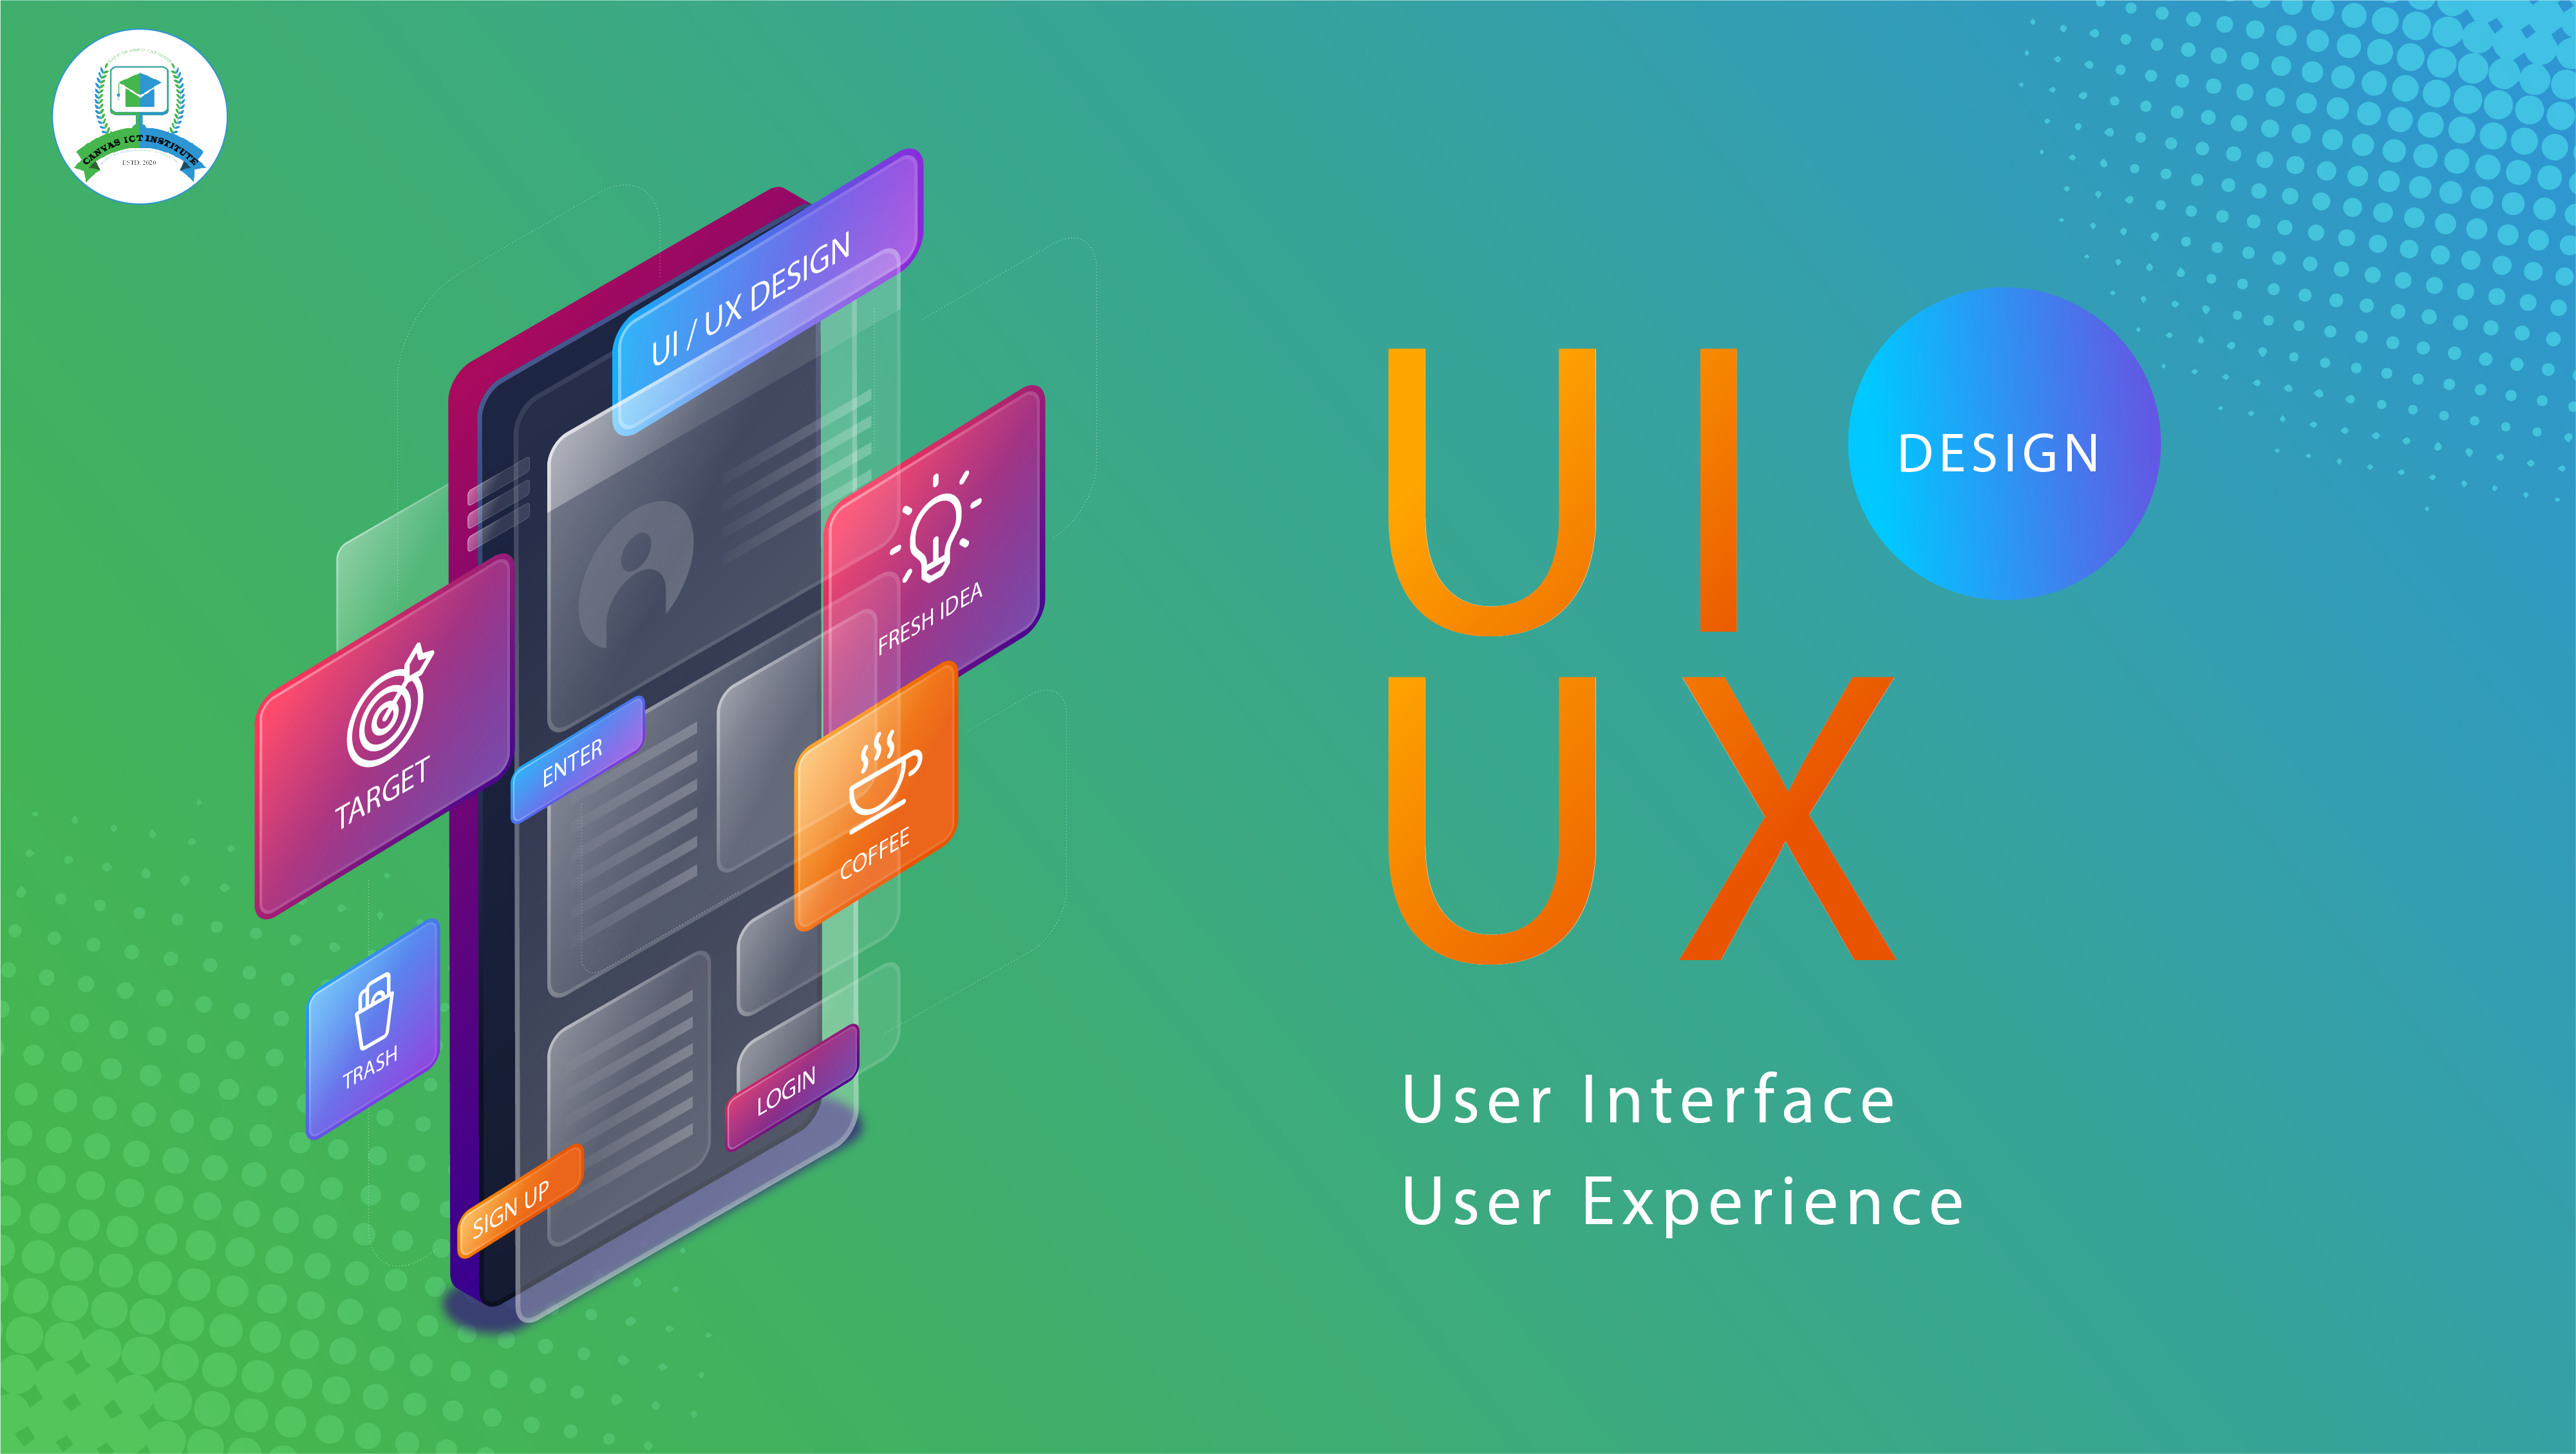 CANVAS ICT INSTITUTE
ESTD. 2020
UI / UX DESIGN
FRESH IDEA
TARGET
ENTER
COFFEE
TRASH
LOGIN
SIGN UP
UI
DESIGN
UX
User Interface
User Experience